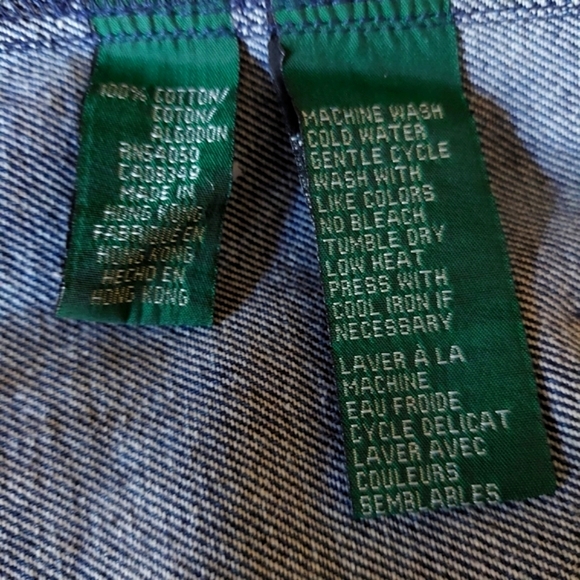 100% COTTON/
COTON/
ALGODON
RN54050
CA08349
MADE IN
HONG KONG
FABRIQUE EN
HONG KONG
HECHO EN
HONG KONG
MACHINE WASH
COLD WATER
GENTLE CYCLE
WASH WITH
LIKE COLORS
NO BLEACH
TUMBLE DRY
LOW HEAT
PRESS WITH
COOL IRON IF
NECESSARY
LAVER À LA
MACHINE
EAU FROIDE
CYCLE DELICAT
LAVER AVEC
COULEURS
SEMBLABLES